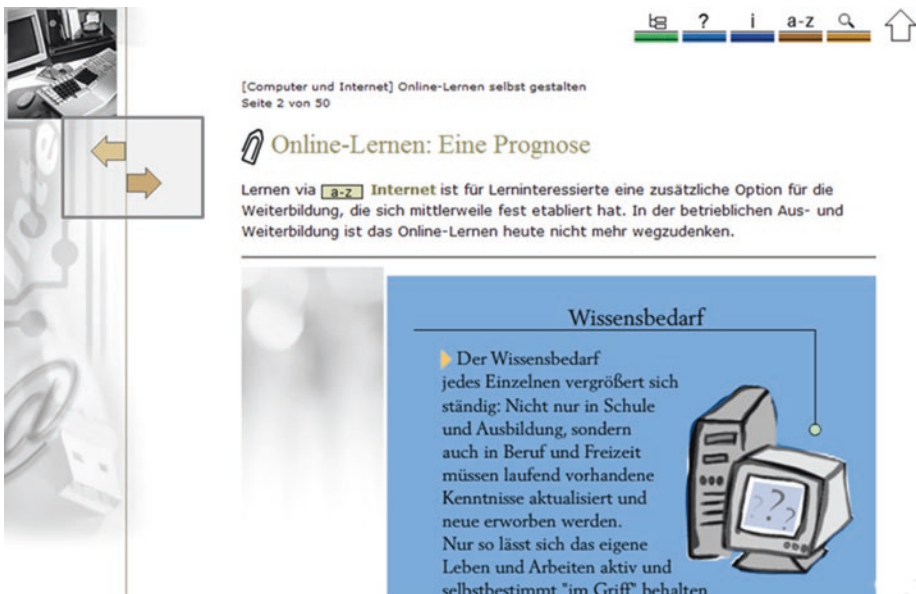 ? i a-z
[Computer und Internet] Online-Lernen selbst gestalten
Seite 2 von 50
Online-Lernen: Eine Prognose
Lernen via a-z Internet ist für Lerninteressierte eine zusätzliche Option für die
Weiterbildung, die sich mittlerweile fest etabliert hat. In der betrieblichen Aus- und
Weiterbildung ist das Online-Lernen heute nicht mehr wegzudenken.
Wissensbedarf
Der Wissensbedarf
jedes Einzelnen vergrößert sich
ständig: Nicht nur in Schule
und Ausbildung, sondern
auch in Beruf und Freizeit
müssen laufend vorhandene
Kenntnisse aktualisiert und
neue erworben werden.
Nur so lässt sich das eigene
Leben und Arbeiten aktiv und
selbstbestimmt "im Griff" behalten
???